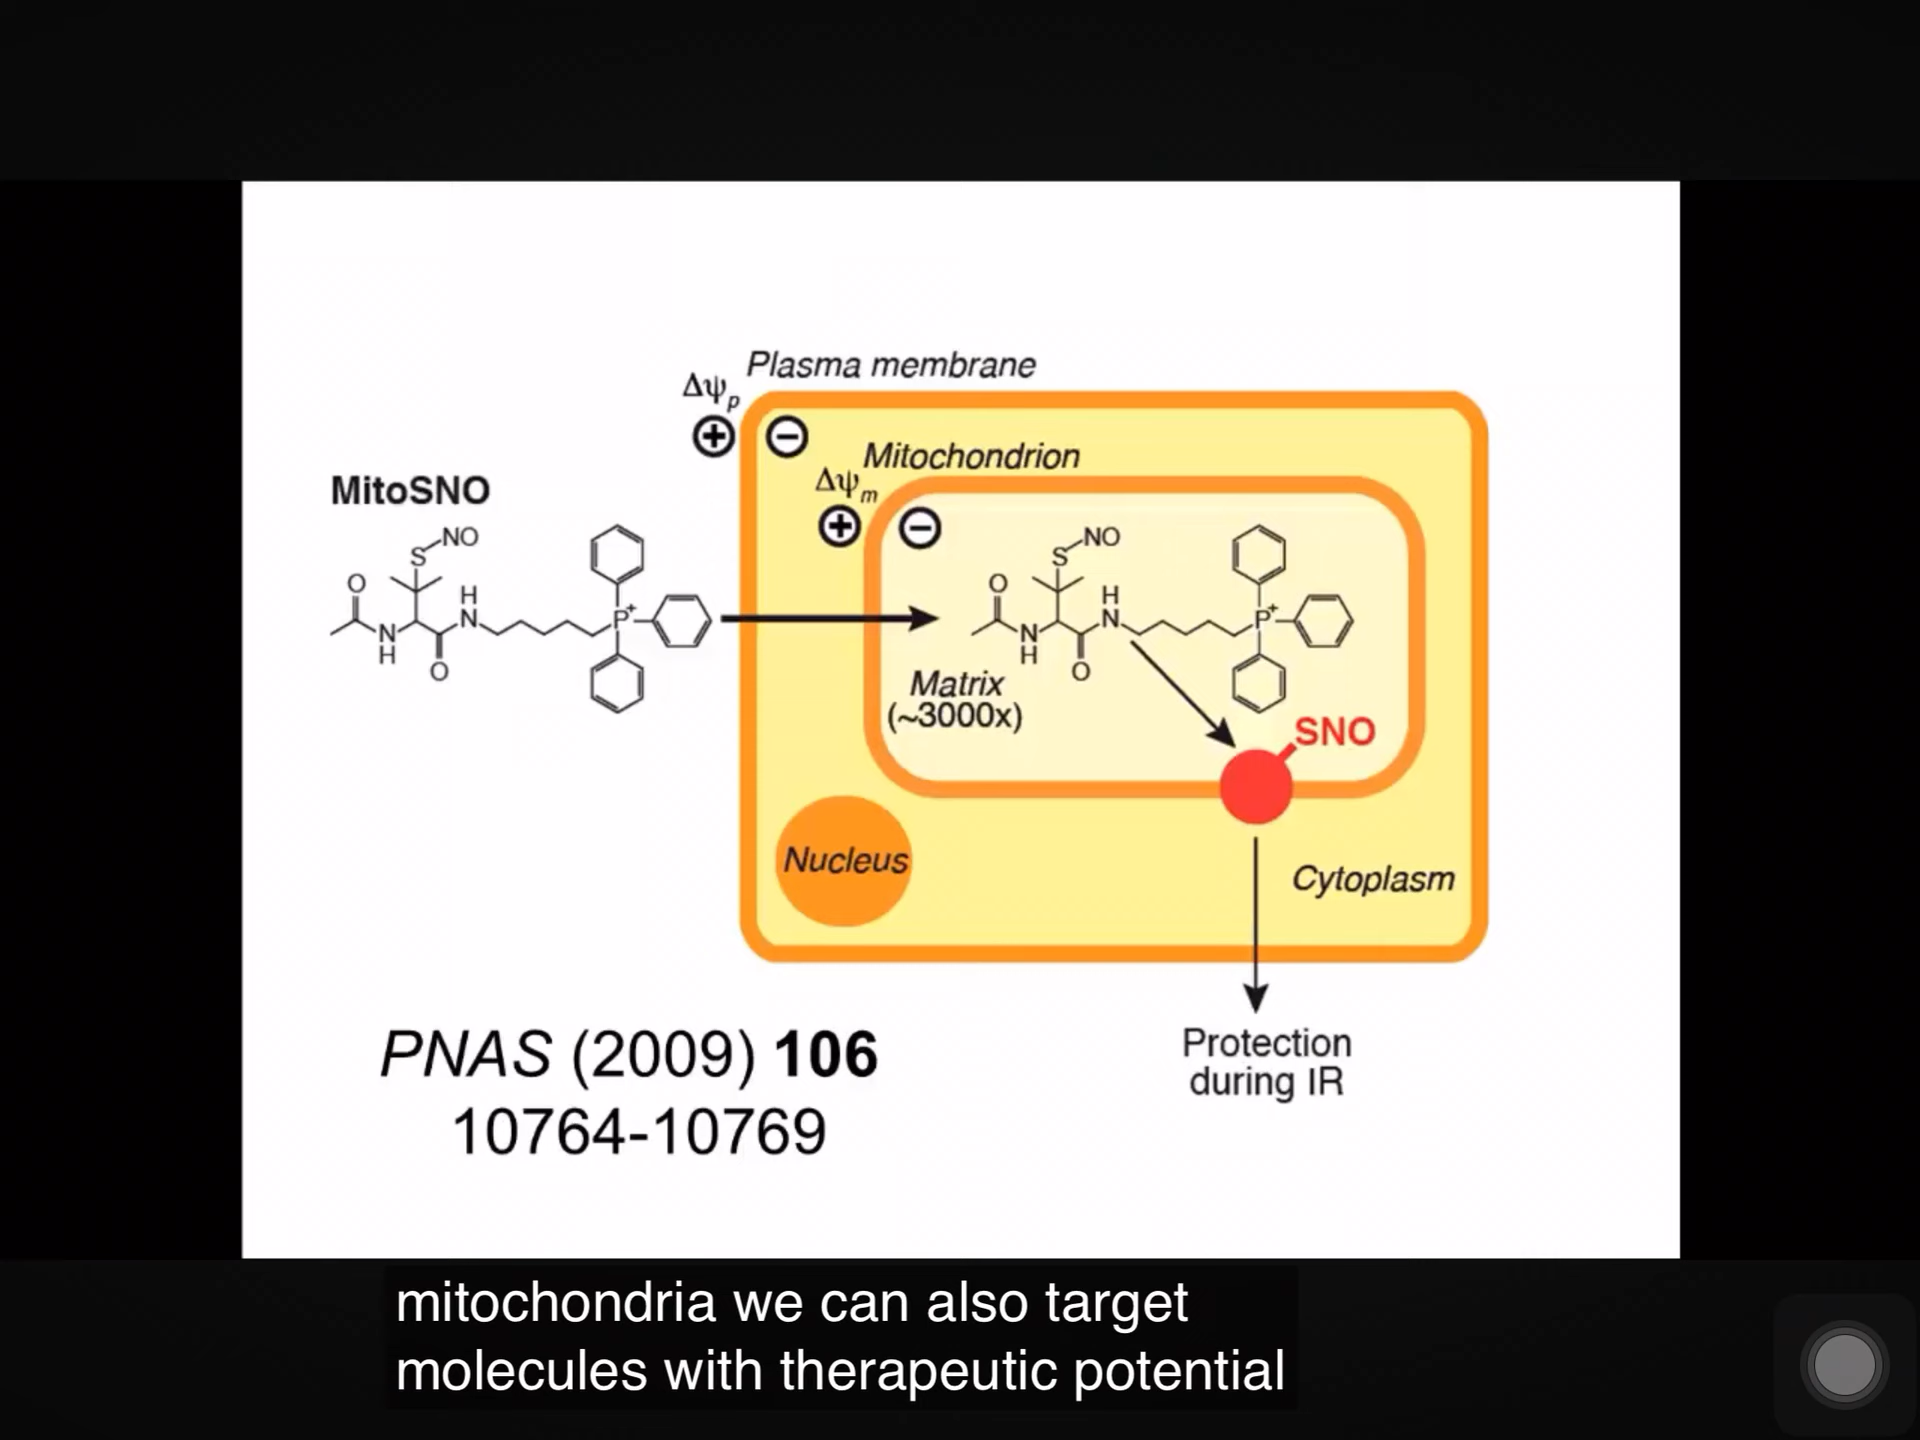 Plasma membrane
Δψp
+
−
Mitochondrion
Δψm
+
−
MitoSNO
S NO
O
N
H
O
H
N
P+
S NO
O
N
H
O
H
N
P+
Matrix
(~3000x)
SNO
Nucleus
Cytoplasm
Protection
during IR
PNAS (2009) 106
10764-10769
mitochondria we can also target
molecules with therapeutic potential